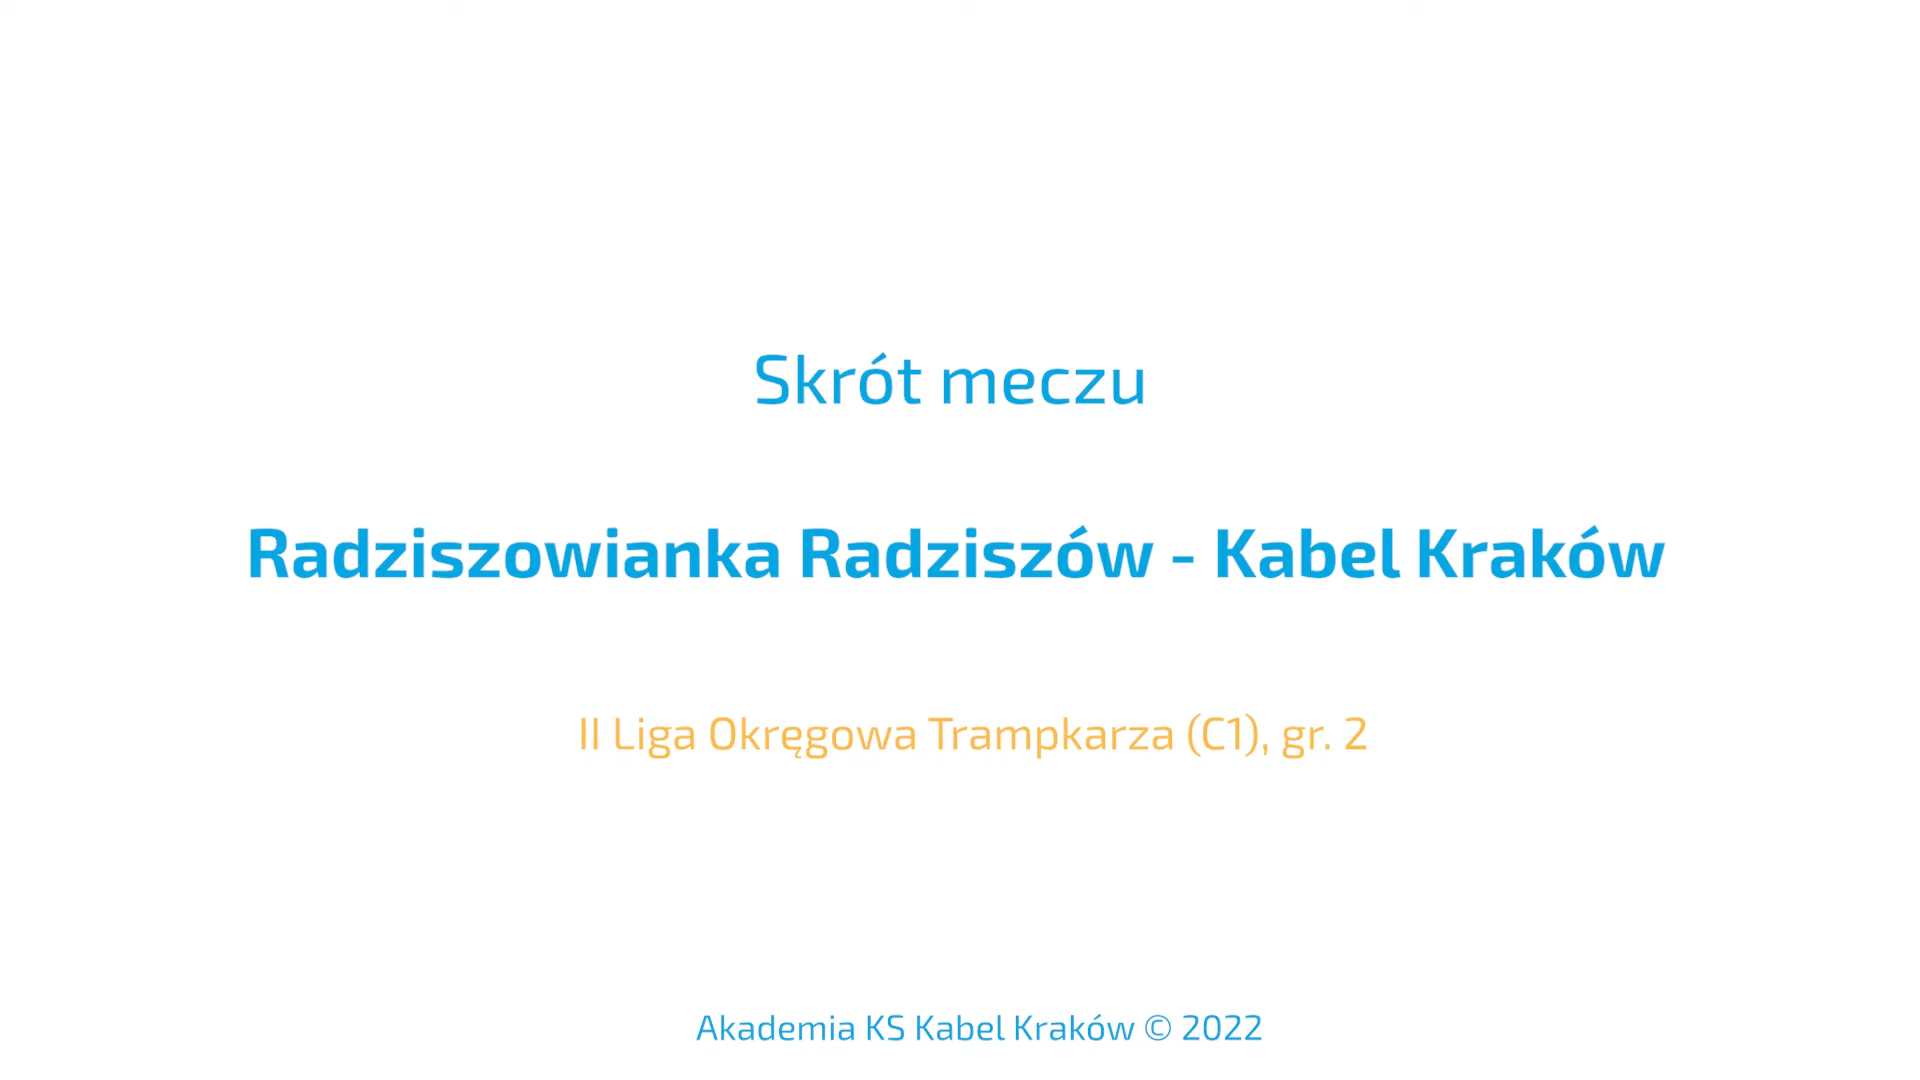 Skrót meczu
Radziszowianka Radziszów - Kabel Kraków
II Liga Okręgowa Trampkarza (C1), gr. 2
Akademia KS Kabel Kraków © 2022